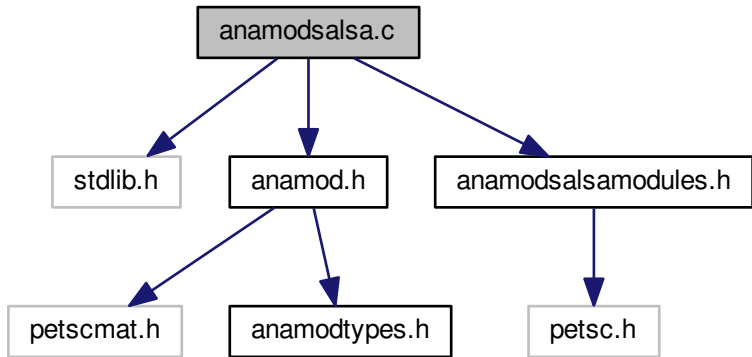 anamodsalsa.c
stdlib.h
anamod.h
anamodsalsamodules.h
petscmat.h
anamodtypes.h
petsc.h